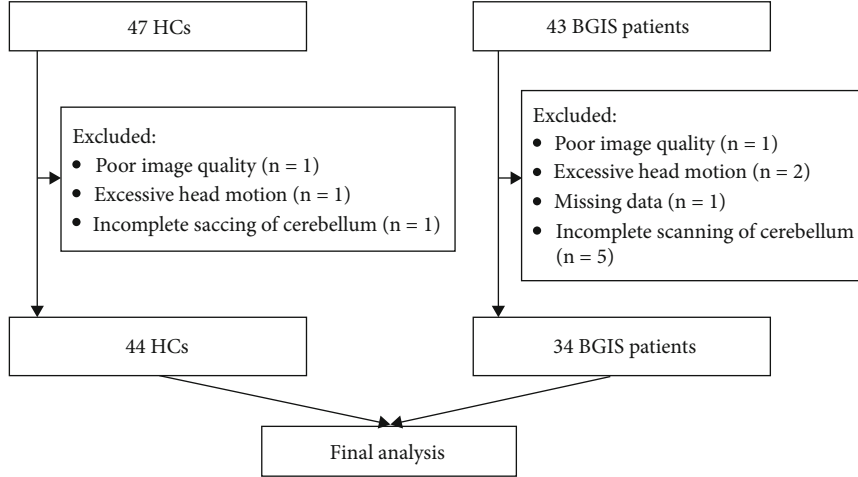 47 HCs
43 BGIS patients
Excluded:
• Poor image quality (n = 1)
• Excessive head motion (n = 1)
• Incomplete saccing of cerebellum (n = 1)
Excluded:
• Poor image quality (n = 1)
• Excessive head motion (n = 2)
• Missing data (n = 1)
• Incomplete scanning of cerebellum
(n = 5)
44 HCs
34 BGIS patients
Final analysis